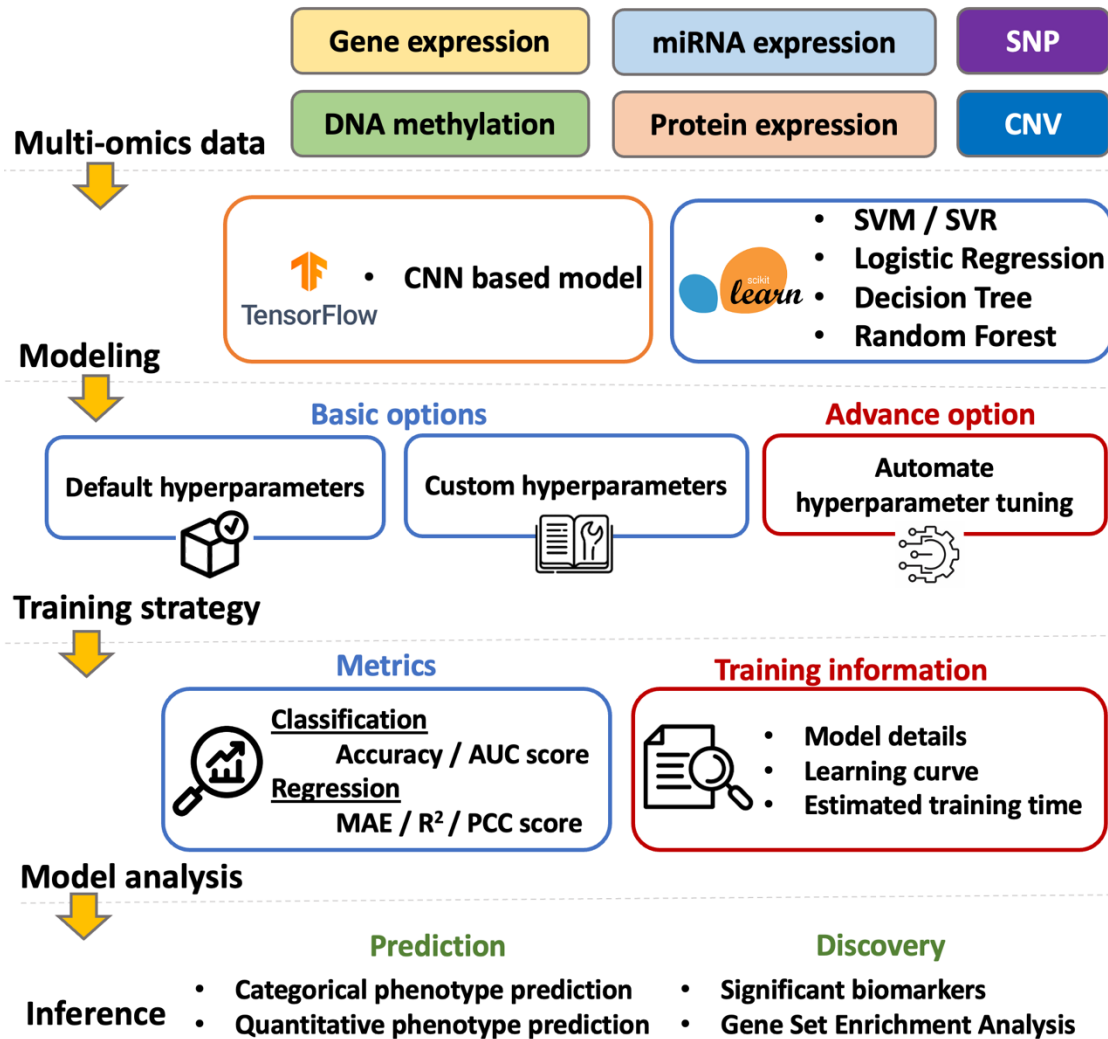 Gene expression
miRNA expression
SNP
DNA methylation
Protein expression
CNV
Multi-omics data
TensorFlow
• CNN based model
scikit
learn
• SVM / SVR
• Logistic Regression
• Decision Tree
• Random Forest
Modeling
Basic options
Advance option
Default hyperparameters
Custom hyperparameters
Automate
hyperparameter tuning
Training strategy
Metrics
Training information
Classification
Accuracy / AUC score
Regression
MAE / R² / PCC score
• Model details
• Learning curve
• Estimated training time
Model analysis
Prediction
Discovery
Inference
• Categorical phenotype prediction
• Quantitative phenotype prediction
• Significant biomarkers
• Gene Set Enrichment Analysis